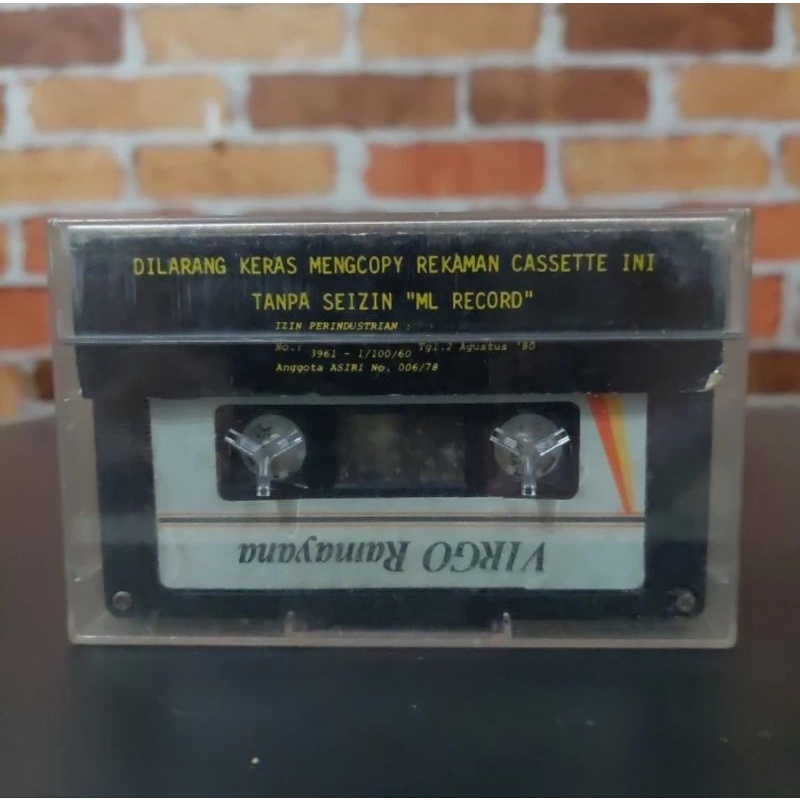 DILARANG KERAS MENGCOPY REKAMAN CASSETTE INI
TANPA SEIZIN "ML RECORD"
IZIN PERINDUSTRIAN :
No.: 3961 - 1/100/60 Tgl.2 Agustus '80
Anggota ASIRI No. 006/78
VIRGO Ramayana